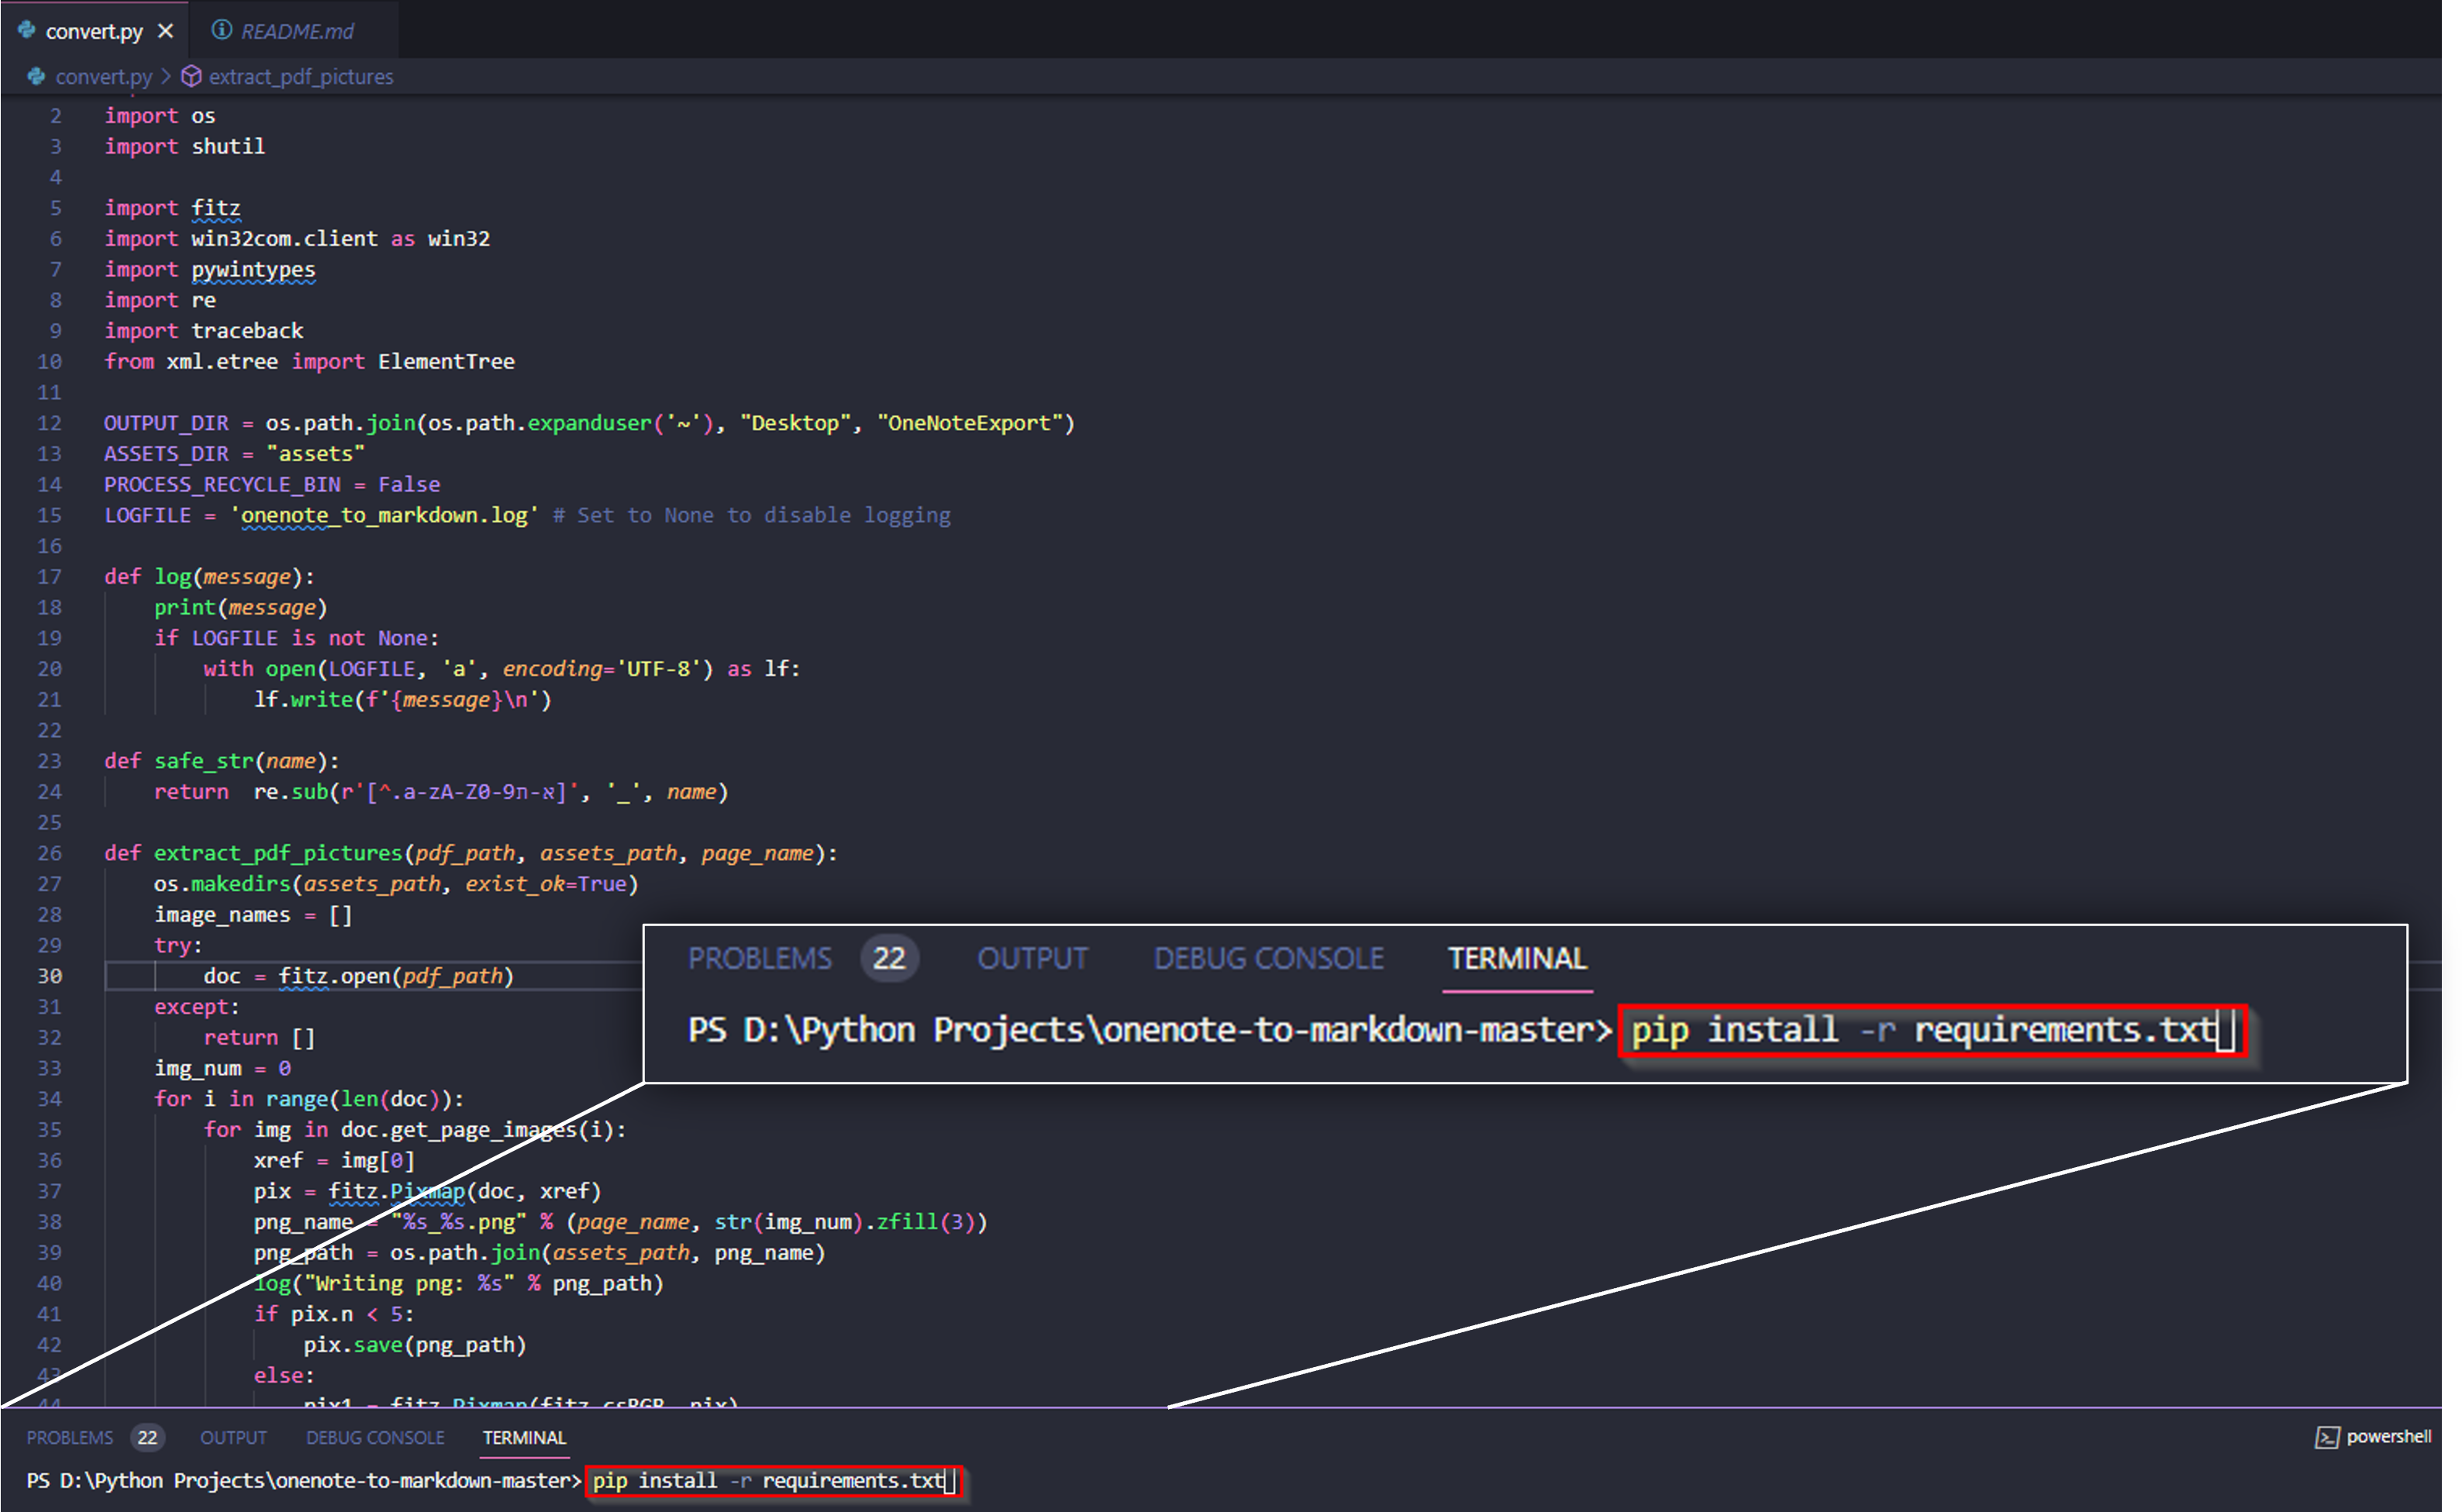 convert.py README.md
convert.py > extract_pdf_pictures
2 import os
3 import shutil
4
5 import fitz
6 import win32com.client as win32
7 import pywintypes
8 import re
9 import traceback
10 from xml.etree import ElementTree
11
12 OUTPUT_DIR = os.path.join(os.path.expanduser('~'), "Desktop", "OneNoteExport")
13 ASSETS_DIR = "assets"
14 PROCESS_RECYCLE_BIN = False
15 LOGFILE = 'onenote_to_markdown.log' # Set to None to disable logging
16
17 def log(message):
18 print(message)
19 if LOGFILE is not None:
20 with open(LOGFILE, 'a', encoding='UTF-8') as lf:
21 lf.write(f'{message}\n')
22
23 def safe_str(name):
24 return re.sub(r'[^.a-zA-Z0-9א-ת]', '_', name)
25
26 def extract_pdf_pictures(pdf_path, assets_path, page_name):
27 os.makedirs(assets_path, exist_ok=True)
28 image_names = []
29 try:
30 doc = fitz.open(pdf_path)
31 except:
32 return []
33 img_num = 0
34 for i in range(len(doc)):
35 for img in doc.get_page_images(i):
36 xref = img[0]
37 pix = fitz.Pixmap(doc, xref)
38 png_name = "%s_%s.png" % (page_name, str(img_num).zfill(3))
39 png_path = os.path.join(assets_path, png_name)
40 log("Writing png: %s" % png_path)
41 if pix.n < 5:
42 pix.save(png_path)
43 else:
44 pix1 = fitz.Pixmap(fitz.csRGB, pix)
PROBLEMS 22 OUTPUT DEBUG CONSOLE TERMINAL
PS D:\Python Projects\onenote-to-markdown-master> pip install -r requirements.txt
PROBLEMS 22 OUTPUT DEBUG CONSOLE TERMINAL powershell
PS D:\Python Projects\onenote-to-markdown-master> pip install -r requirements.txt